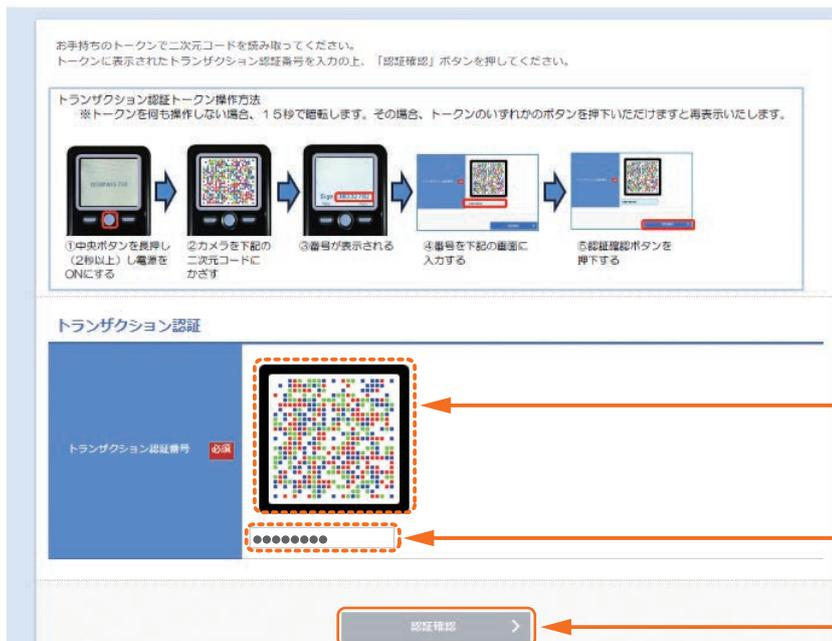 お手持ちのトークンで二次元コードを読み取ってください。
トークンに表示されたトランザクション認証番号を入力の上、「認証確認」ボタンを押してください。
トランザクション認証トークン操作方法
※トークンを何も操作しない場合、15秒で暗転します。その場合、トークンのいずれかのボタンを押下いただけますと再表示いたします。
①中央ボタンを長押し
(2秒以上)し電源を
ONにする
②カメラを下記の
二次元コードに
かざす
③番号が表示される
④番号を下記の画面に
入力する
⑤認証確認ボタンを
押下する
トランザクション認証
トランザクション認証番号 必須
●●●●●●●●
認証確認